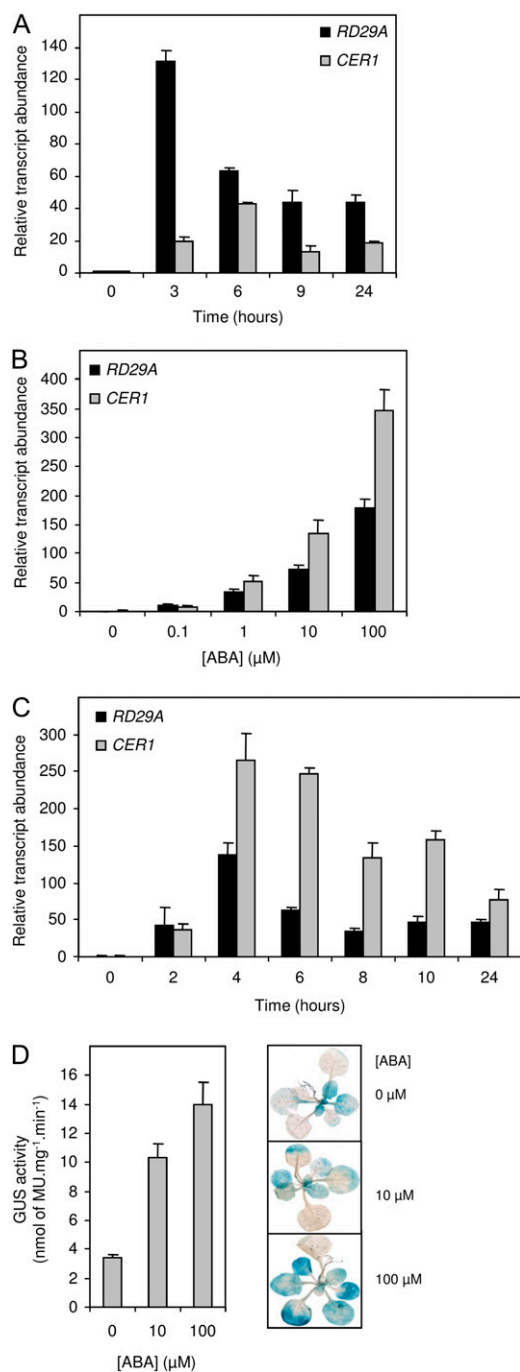 A
RD29A
CER1
Relative transcript abundance
140
120
100
80
60
40
20
0
0 3 6 9 24
Time (hours)
B
RD29A
CER1
Relative transcript abundance
400
350
300
250
200
150
100
50
0
0 0.1 1 10 100
[ABA] (µM)
C
RD29A
CER1
Relative transcript abundance
300
250
200
150
100
50
0
0 2 4 6 8 10 24
Time (hours)
D
GUS activity
(nmol of MU.mg⁻¹.min⁻¹)
16
14
12
10
8
6
4
2
0
0 10 100
[ABA] (µM)
[ABA]
0 µM
10 µM
100 µM